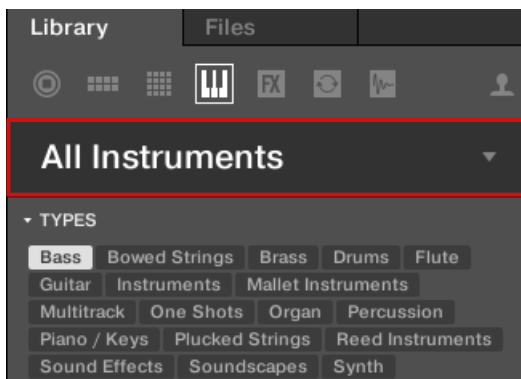 Library Files
FX
All Instruments
TYPES
Bass Bowed Strings Brass Drums Flute
Guitar Instruments Mallet Instruments
Multitrack One Shots Organ Percussion
Piano / Keys Plucked Strings Reed Instruments
Sound Effects Soundscapes Synth